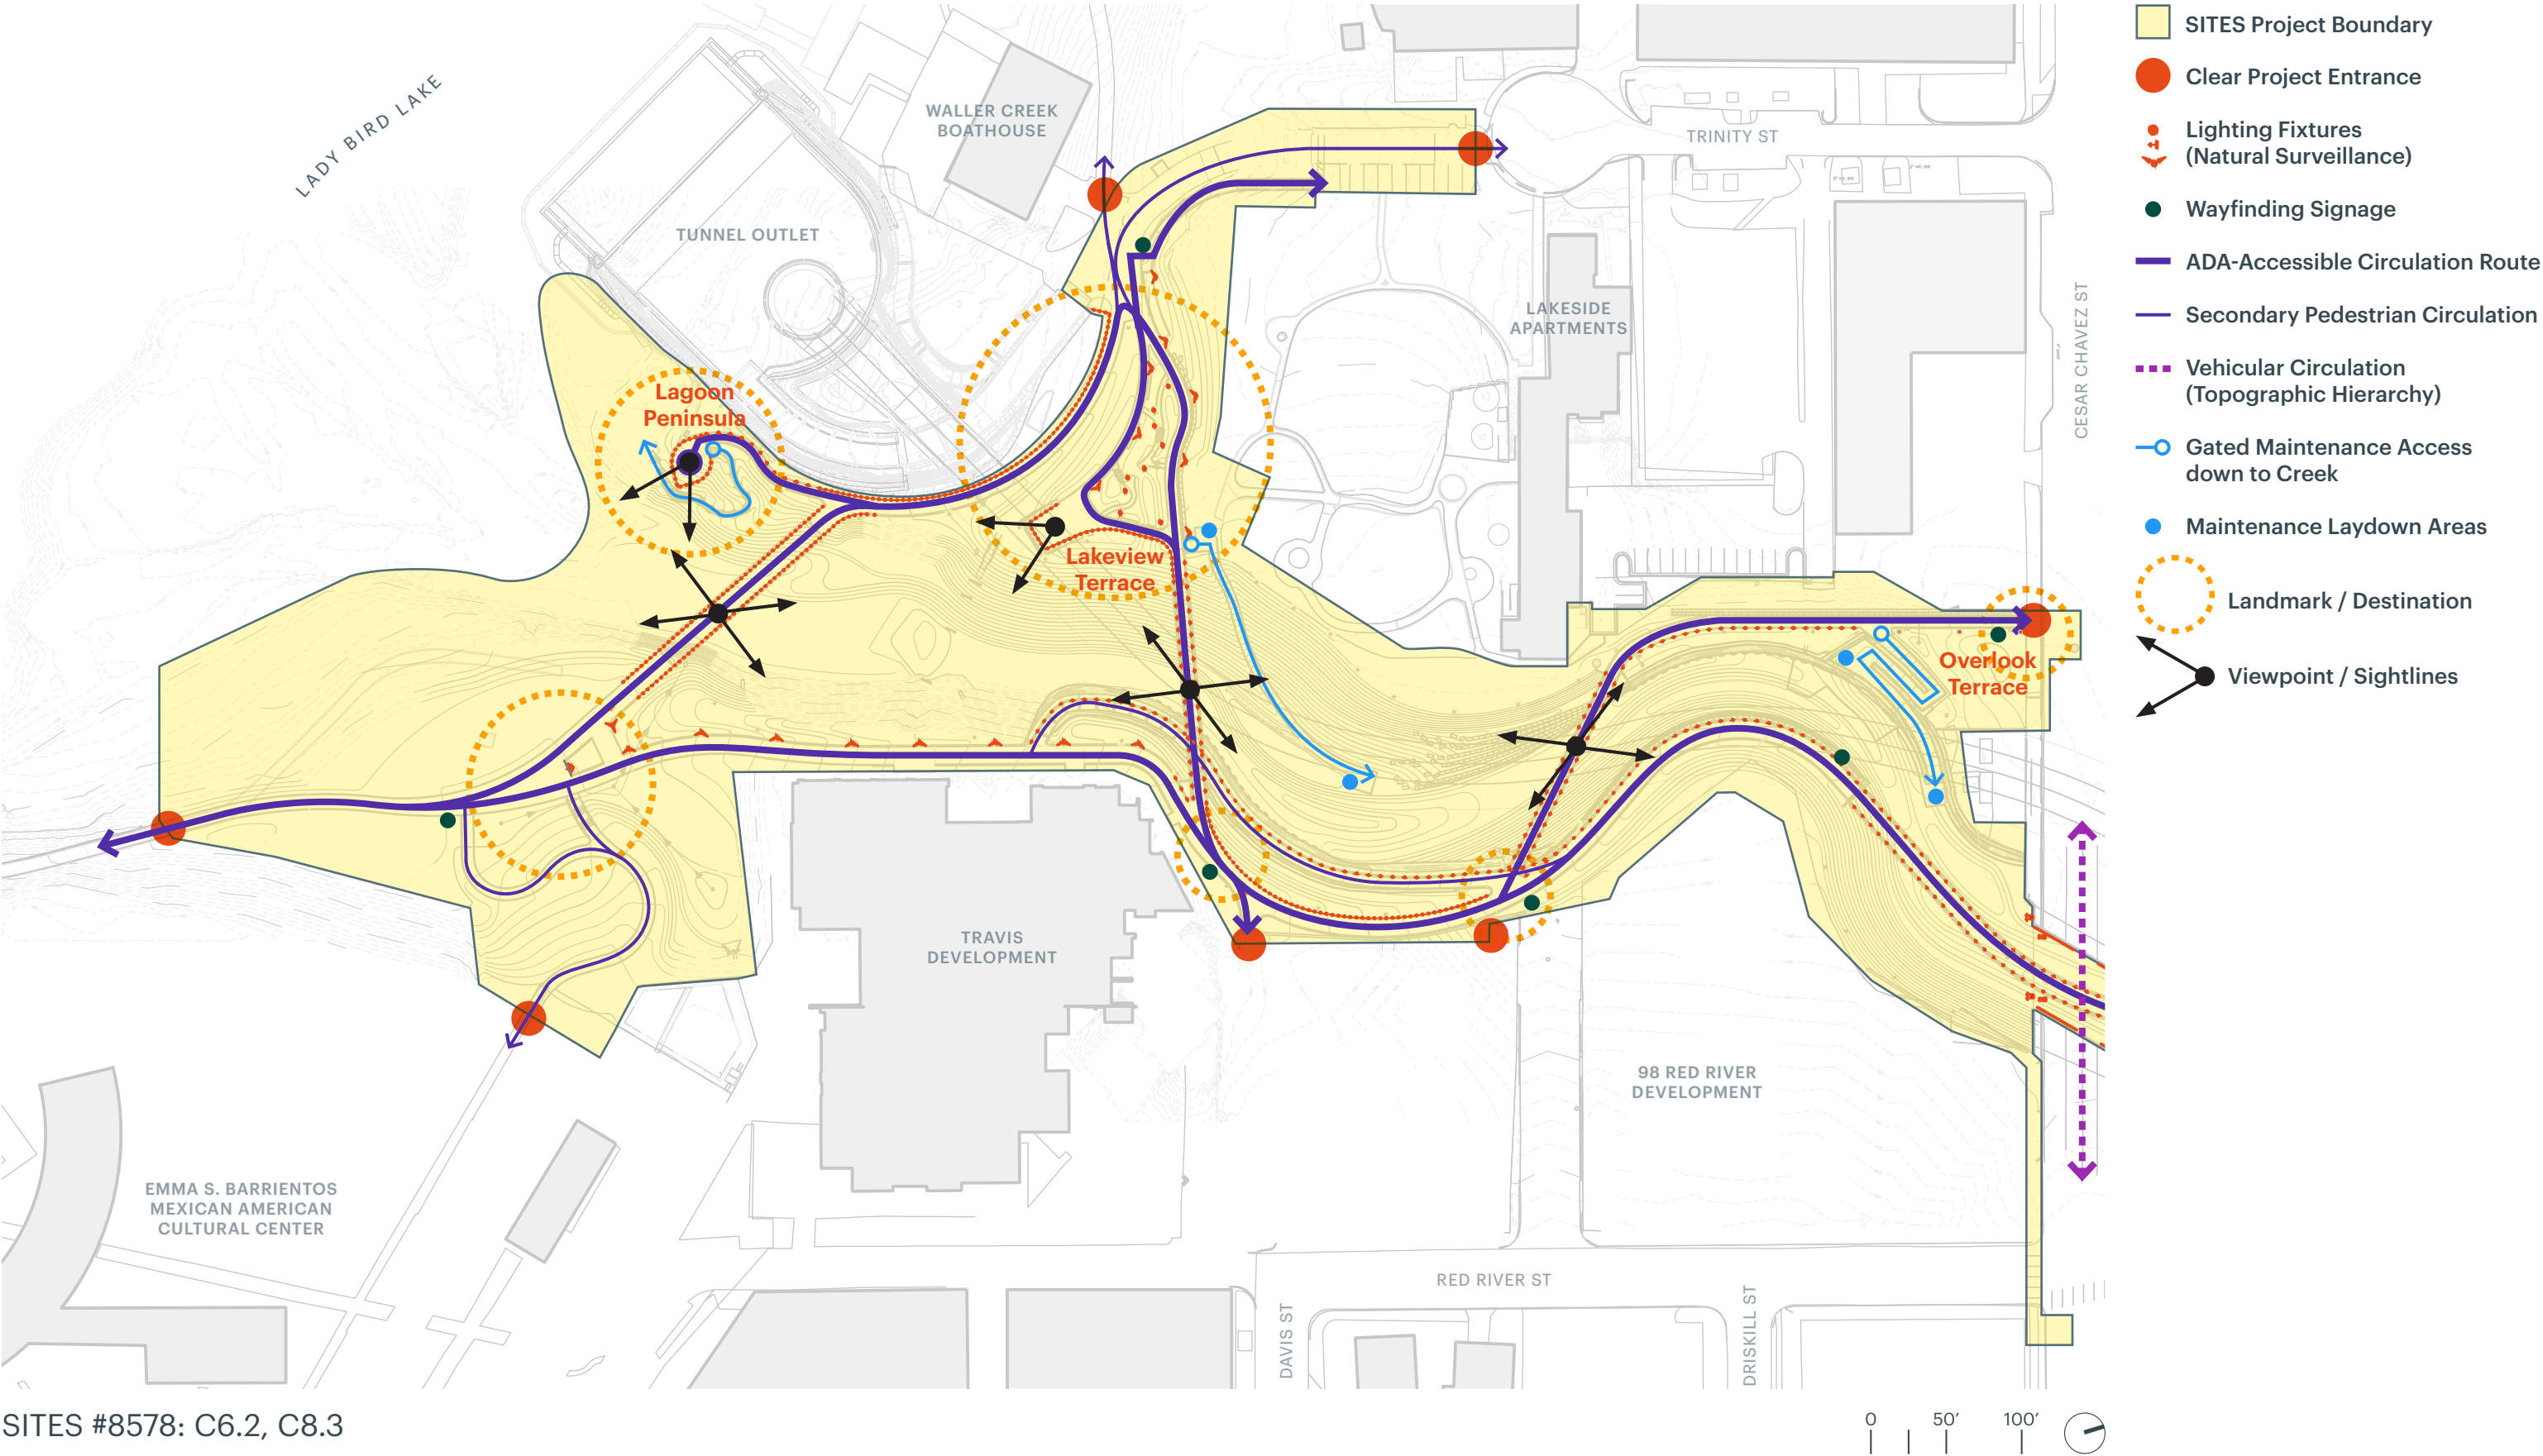 LADY BIRD LAKE
WALLER CREEK
BOATHOUSE
TUNNEL OUTLET
TRINITY ST
LAKESIDE
APARTMENTS
CESAR CHAVEZ ST
Lagoon
Peninsula
Lakeview
Terrace
Overlook
Terrace
TRAVIS
DEVELOPMENT
98 RED RIVER
DEVELOPMENT
EMMA S. BARRIENTOS
MEXICAN AMERICAN
CULTURAL CENTER
RED RIVER ST
DAVIS ST
DRISKILL ST
SITES Project Boundary
Clear Project Entrance
Lighting Fixtures
(Natural Surveillance)
Wayfinding Signage
ADA-Accessible Circulation Route
Secondary Pedestrian Circulation
Vehicular Circulation
(Topographic Hierarchy)
Gated Maintenance Access
down to Creek
Maintenance Laydown Areas
Landmark / Destination
Viewpoint / Sightlines
SITES #8578: C6.2, C8.3
0 50’ 100’